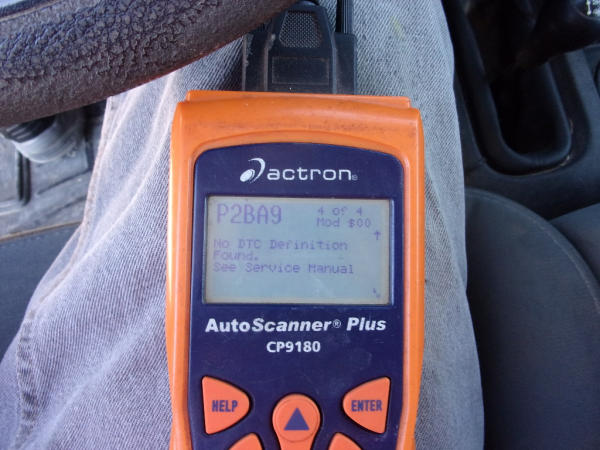 actron®
P2BA9 4 of 4
Mod $00
No DTC Definition
Found.
See Service Manual
AutoScanner® Plus
CP9180
HELP
ENTER